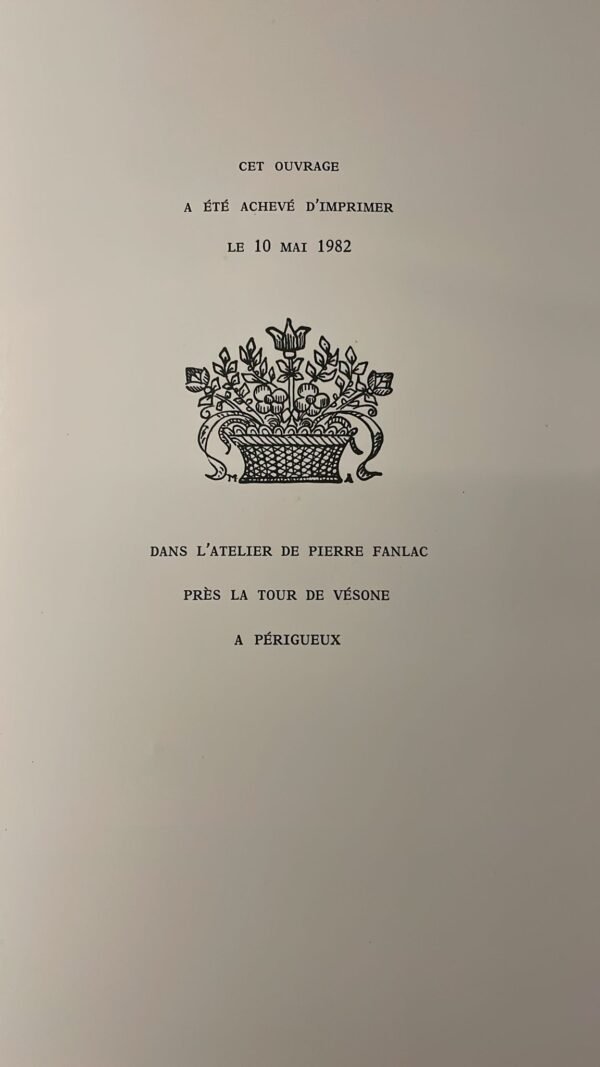 CET OUVRAGE
A ÉTÉ ACHEVÉ D'IMPRIMER
LE 10 MAI 1982
M A
DANS L'ATELIER DE PIERRE FANLAC
PRÈS LA TOUR DE VÉSONE
A PÉRIGUEUX